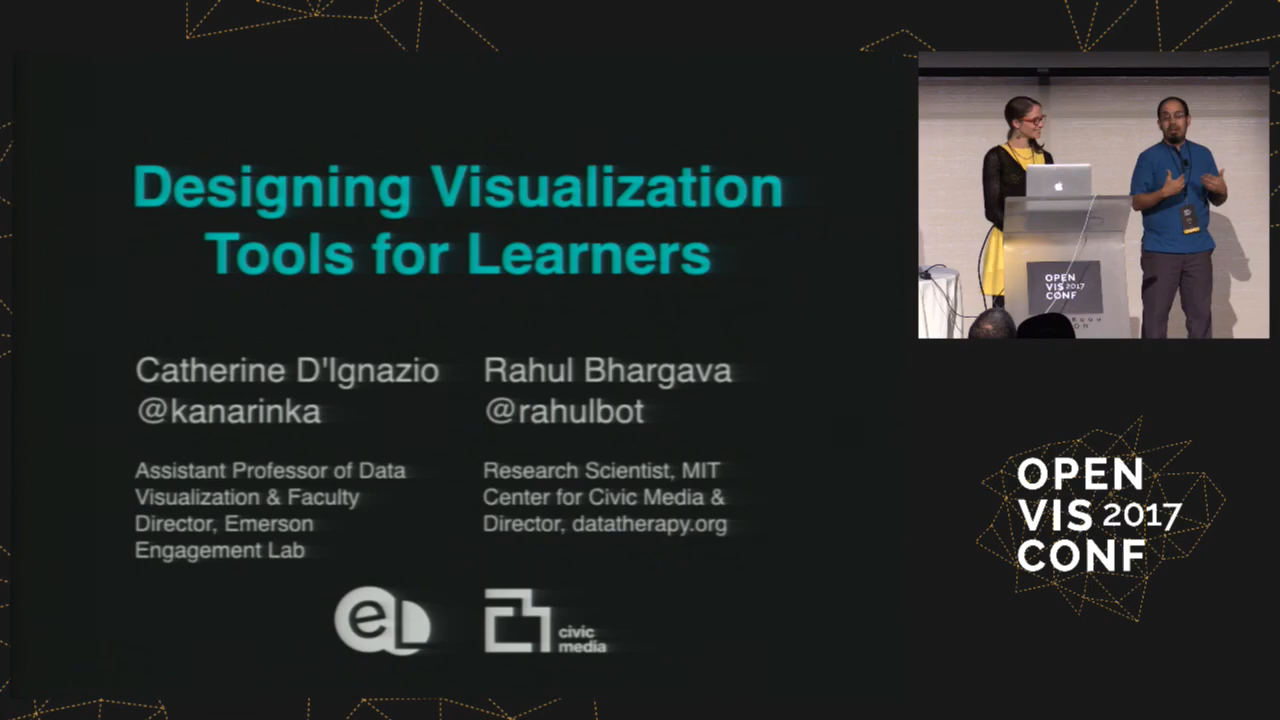 Designing Visualization
Tools for Learners
Catherine D'Ignazio
@kanarinka
Assistant Professor of Data
Visualization & Faculty
Director, Emerson
Engagement Lab
Rahul Bhargava
@rahulbot
Research Scientist, MIT
Center for Civic Media &
Director, datatherapy.org
eL
civic
media
OPEN
VIS 2017
CONF
OPEN
VIS 2017
CONF